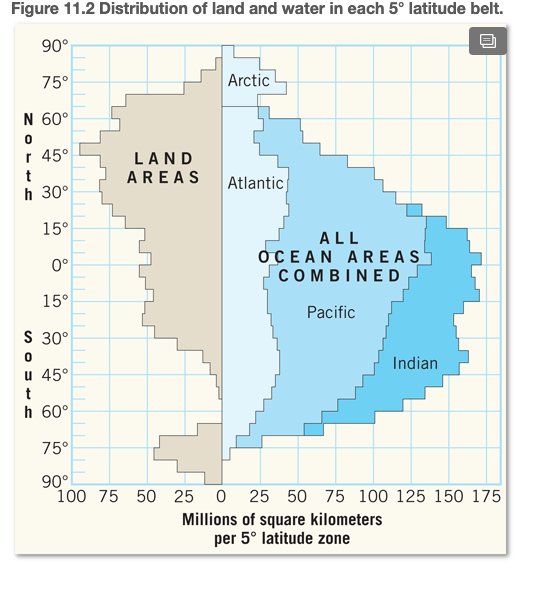 Figure 11.2 Distribution of land and water in each 5° latitude belt.
90°
75°
60°
45°
30°
15°
0°
15°
30°
45°
60°
75°
90°
North
South
Arctic
LAND
AREAS
Atlantic
ALL
OCEAN AREAS
COMBINED
Pacific
Indian
100 75 50 25 0 25 50 75 100 125 150 175
Millions of square kilometers
per 5° latitude zone